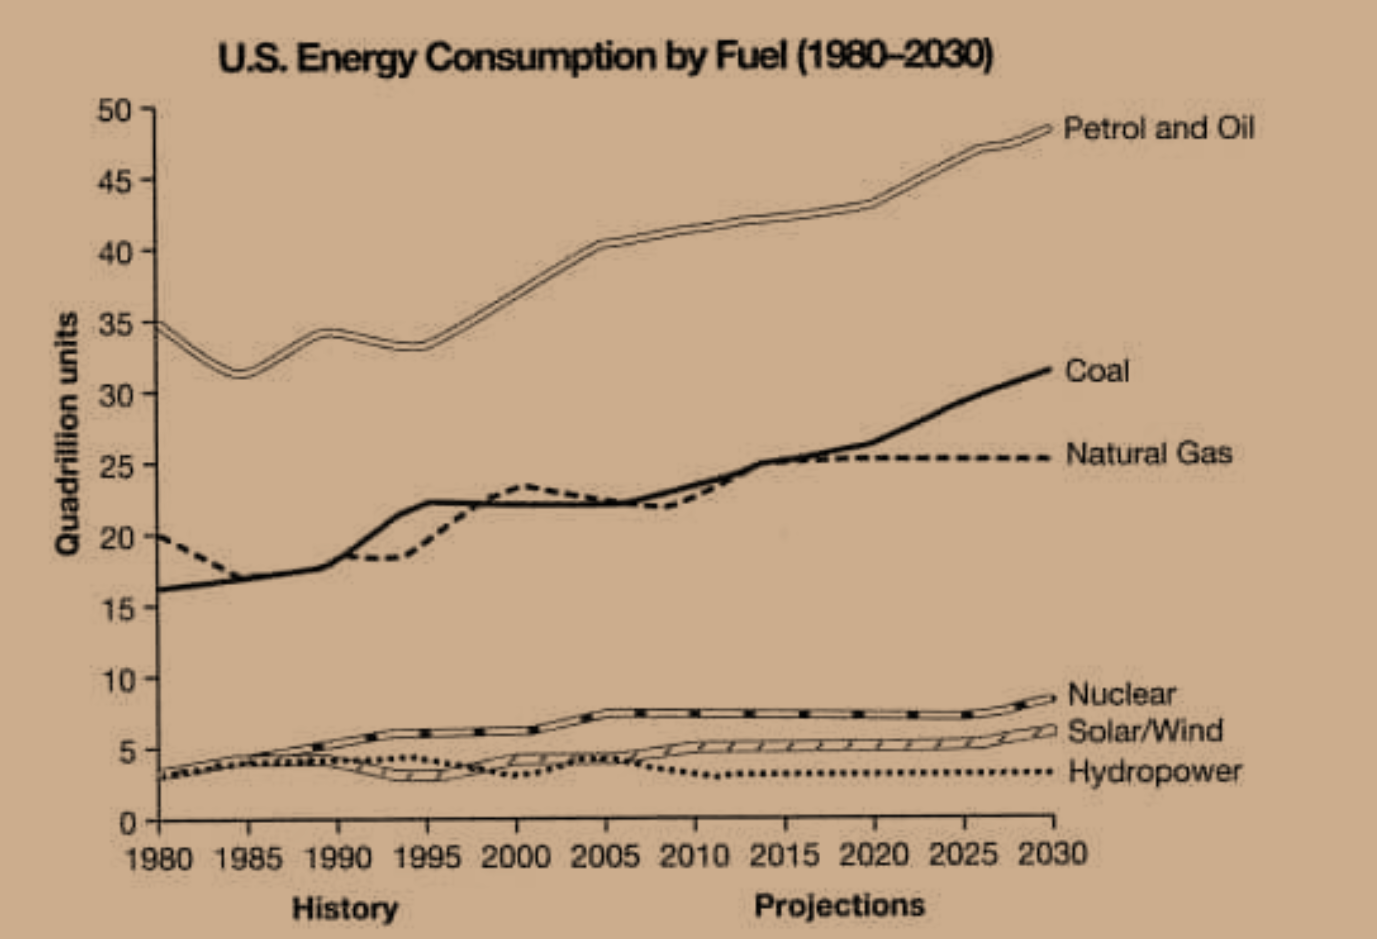 U.S. Energy Consumption by Fuel (1980–2030)
Quadrillion units
50
45
40
35
30
25
20
15
10
5
0
Petrol and Oil
Coal
Natural Gas
Nuclear
Solar/Wind
Hydropower
1980 1985 1990 1995 2000 2005 2010 2015 2020 2025 2030
History Projections